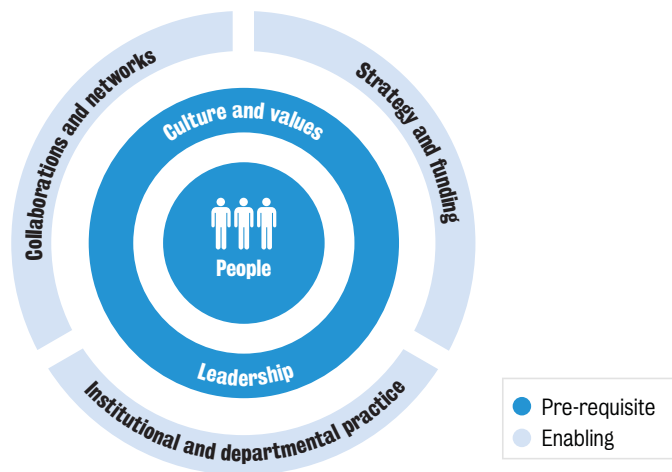 Collaborations and networks
Strategy and funding
Culture and values
People
Leadership
Institutional and departmental practice
Pre-requisite
Enabling